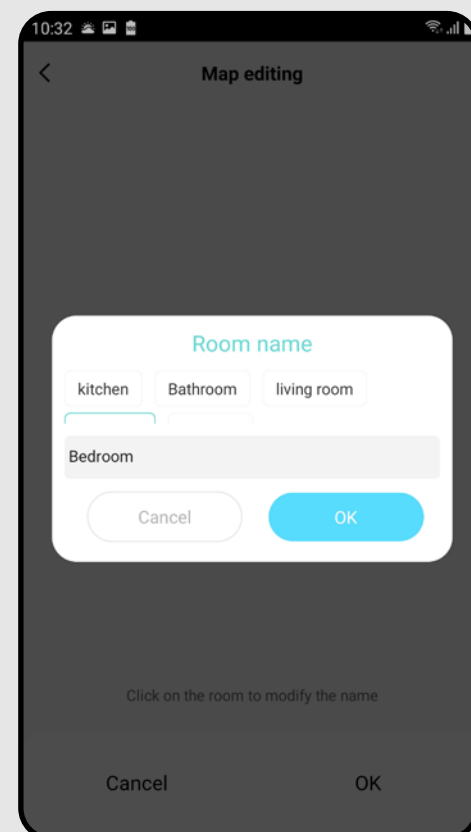 10:32
Map editing
Room name
kitchen Bathroom living room
Bedroom
Cancel OK
Click on the room to modify the name
Cancel OK